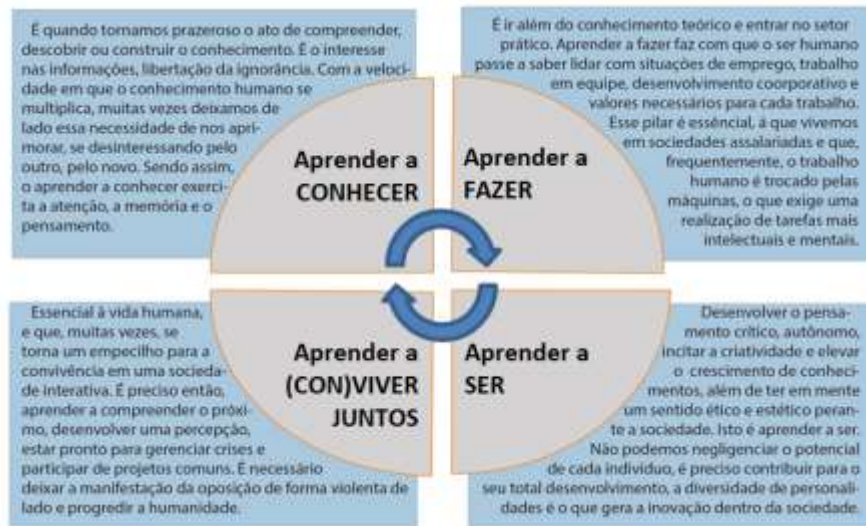 É quando tornamos prazeroso o ato de compreender,
descobrir ou construir o conhecimento. É o interesse
nas informações, libertação da ignorância. Com a veloci-
dade em que o conhecimento humano se
multiplica, muitas vezes deixamos de
lado essa necessidade de nos apri-
morar, se desinteressando pelo
outro, pelo novo. Sendo assim,
o aprender a conhecer exerci-
ta a atenção, a memória e o
pensamento.
Aprender a
CONHECER
É ir além do conhecimento teórico e entrar no setor
prático. Aprender a fazer faz com que o ser humano
passe a saber lidar com situações de emprego, trabalho
em equipe, desenvolvimento coorporativo e
valores necessários para cada trabalho.
Esse pilar é essêncial, á que vivemos
em sociedades assalariadas e que,
frequentemente, o trabalho
humano é trocado pelas
máquinas, o que exige uma
realização de tarefas mais
intelectuais e mentais.
Aprender a
FAZER
Essencial à vida humana,
e que, muitas vezes, se
torna um empecilho para a
convivência em uma socieda-
de interativa. É preciso então,
aprender a compreender o próxi-
mo, desenvolver uma percepção,
estar pronto para gerenciar crises e
participar de projetos comuns. É necessário
deixar a manifestação da oposição de forma violenta de
lado e progredir a humanidade.
Aprender a
(CON)VIVER
JUNTOS
Desenvolver o pensa-
mento crítico, autônomo,
incitar a criatividade e elevar
o crescimento de conheci-
mentos, além de ter em mente
um sentido ético e estético peran-
te a sociedade. Isto é aprender a ser.
Não podemos negligenciar o potencial
de cada indivíduo, é preciso contribuir para o
seu total desenvolvimento, a diversidade de personali-
dades é o que gera a inovação dentro da sociedade.
Aprender a
SER